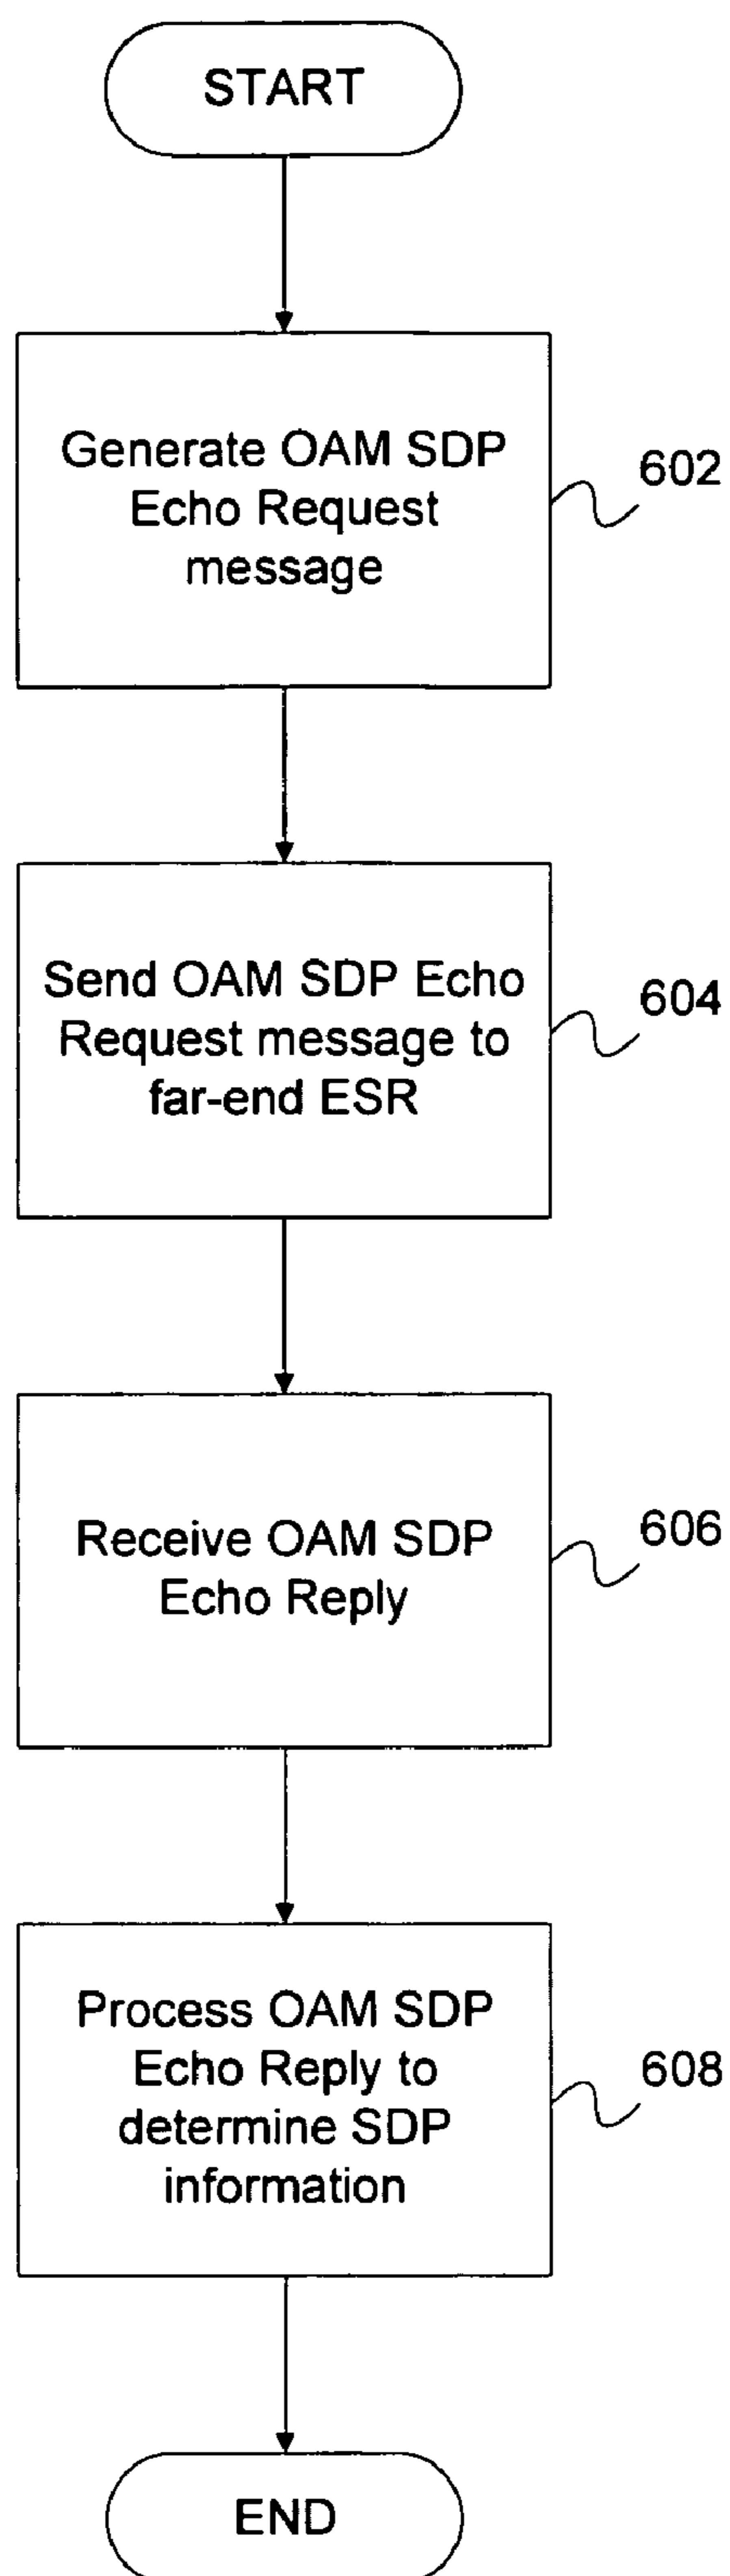 START
Generate OAM SDP
Echo Request
message
602
Send OAM SDP Echo
Request message to
far-end ESR
604
Receive OAM SDP
Echo Reply
606
Process OAM SDP
Echo Reply to
determine SDP
information
608
END